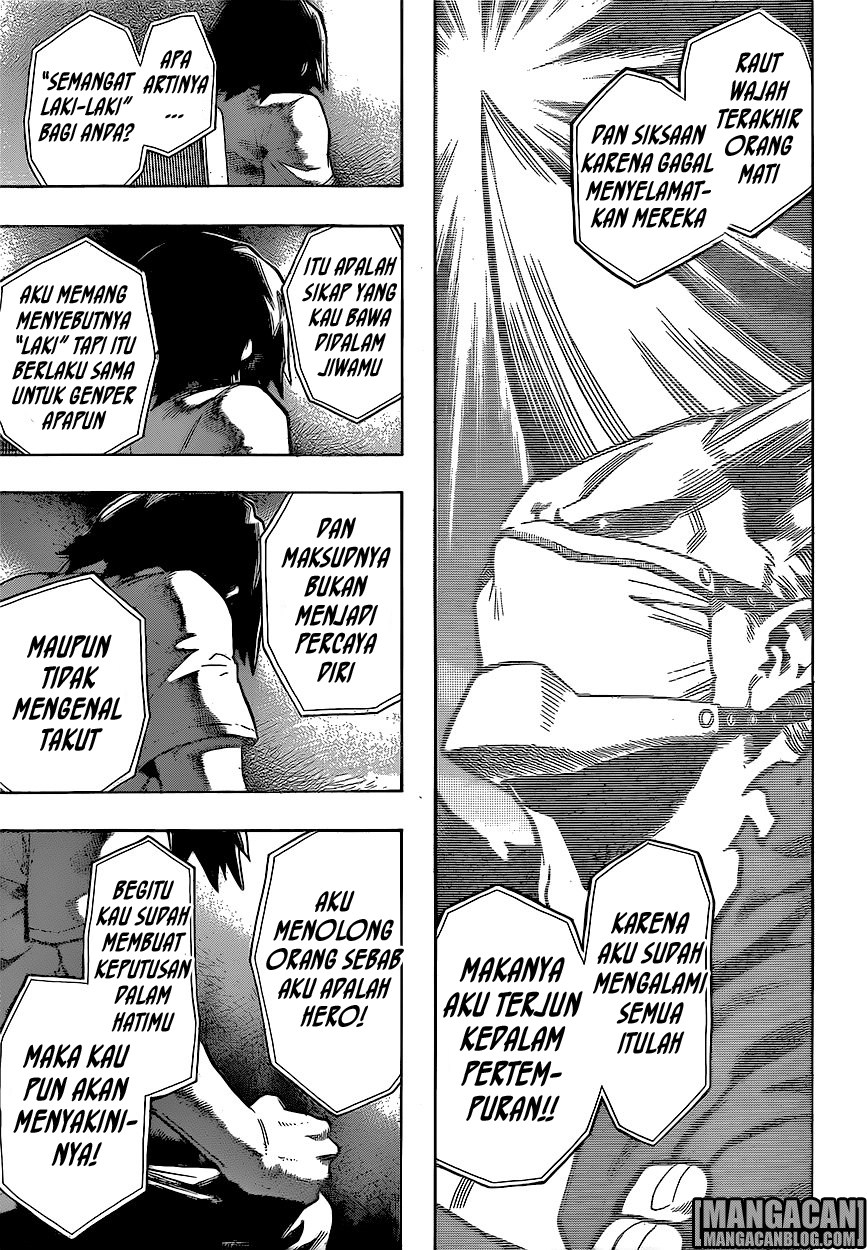 RAUT
WAJAH
TERAKHIR
ORANG
MATI
DAN SIKSAAN
KARENA GAGAL
MENYELAMAT-
KAN MEREKA
KARENA
AKU SUDAH
MENGALAMI
SEMUA
ITULAH
MAKANYA
AKU TERJUN
KEDALAM
PERTEM-
PURAN!!
APA
ARTINYA
...
"SEMANGAT
LAKI-LAKI"
BAGI ANDA?
ITU ADALAH
SIKAP YANG
KAU BAWA
DIDALAM
JIWAMU
AKU MEMANG
MENYEBUTNYA
"LAKI" TAPI ITU
BERLAKU SAMA
UNTUK GENDER
APAPUN
DAN
MAKSUDNYA
BUKAN
MENJADI
PERCAYA
DIRI
MAUPUN
TIDAK
MENGENAL
TAKUT
AKU
MENOLONG
ORANG SEBAB
AKU ADALAH
HERO!
BEGITU
KAU SUDAH
MEMBUAT
KEPUTUSAN
DALAM
HATIMU
MAKA KAU
PUN AKAN
MENYAKINI-
NYA!
[MANGACAN]
MANGACANBLOG.COM